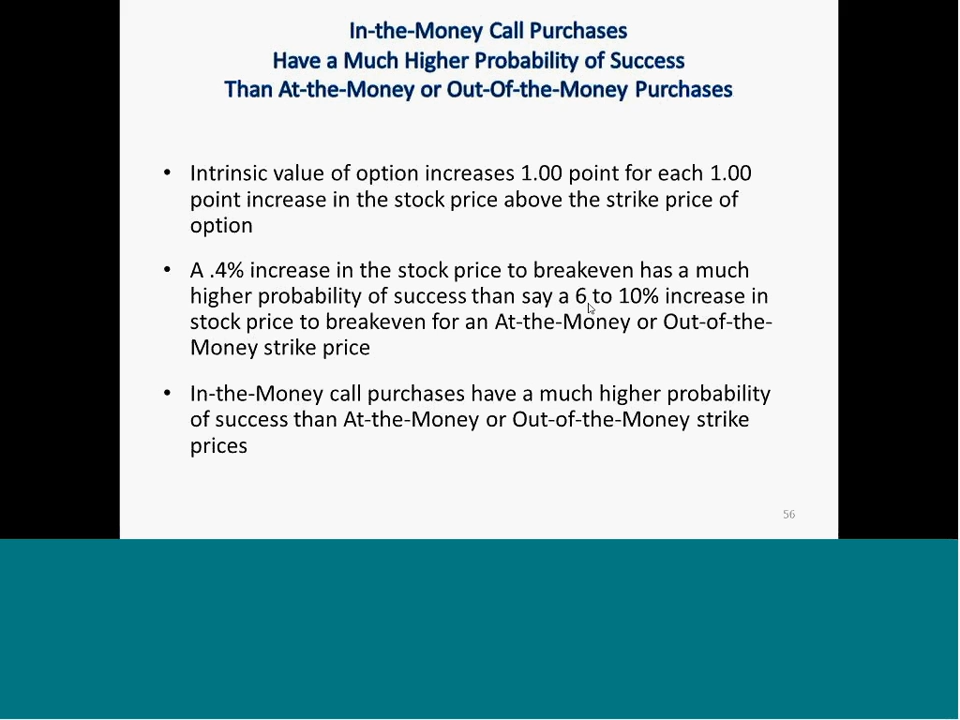 In-the-Money Call Purchases
Have a Much Higher Probability of Success
Than At-the-Money or Out-Of-the-Money Purchases
• Intrinsic value of option increases 1.00 point for each 1.00
point increase in the stock price above the strike price of
option
• A .4% increase in the stock price to breakeven has a much
higher probability of success than say a 6 to 10% increase in
stock price to breakeven for an At-the-Money or Out-of-the-
Money strike price
• In-the-Money call purchases have a much higher probability
of success than At-the-Money or Out-of-the-Money strike
prices
56